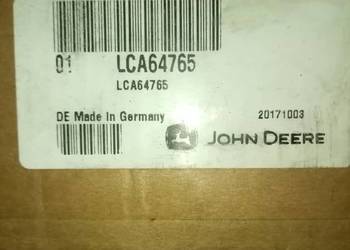 01 LCA64765
LCA64765
DE Made In Germany 20171003
JOHN DEERE